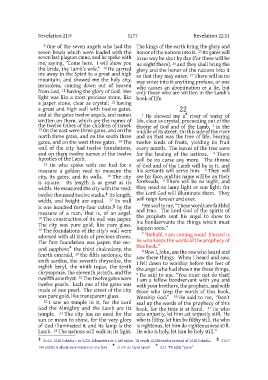 Revelation 21:9
1277
Revelation 22:11
9 One of the seven angels who had the
seven bowls which were loaded with the
seven last plagues came, and he spoke with
me, saying, "Come here. I will show you
the bride, the Lamb's wife." 10 He carried
me away in the Spirit to a great and high
mountain, and showed me the holy city,
Jerusalem, coming down out of heaven
from God, 11 having the glory of God. Her
light was like a most precious stone, like
a jasper stone, clear as crystal; 12 having
a great and high wall with twelve gates,
and at the gates twelve angels, and names
written on them, which are the names of
the twelve tribes of the children of Israel.
13 On the east were three gates, and on the
north three gates, and on the south three
gates, and on the west three gates. 14 The
wall of the city had twelve foundations,
and on them twelve names of the twelve
Apostles of the Lamb.
15 He who spoke with me had for a
measure a golden reed to measure the
city, its gates, and its walls. 16 The city
is square. Its length is as great as its
width. He measured the city with the reed,
twelve thousand twelve stadia. Its length,
width, and height are equal. 17 Its wall
is one hundred forty-four cubits, by the
measure of a man, that is, of an angel.
18 The construction of its wall was jasper.
The city was pure gold, like pure glass.
19 The foundations of the city's wall were
adorned with all kinds of precious stones.
The first foundation was jasper, the second
sapphire, the third chalcedony, the
fourth emerald, 20 the fifth sardonyx, the
sixth sardius, the seventh chrysolite, the
eighth beryl, the ninth topaz, the tenth
chrysoprase, the eleventh jacinth, and the
twelfth amethyst. 21 The twelve gates were
twelve pearls. Each one of the gates was
made of one pearl. The street of the city
was pure gold, like transparent glass.
22 I saw no temple in it, for the Lord
God the Almighty and the Lamb are its
temple. 23 The city has no need for the
sun or moon to shine, for the very glory
of God illuminated it and its lamp is the
Lamb. 24 The nations will walk in its light.
The kings of the earth bring the glory and
honor of the nations into it. 25 Its gates will
in no way be shut by day (for there will be
no night there), 26 and they shall bring the
glory and the honor of the nations into it
so that they may enter. 27 There will in no
way enter into it anything profane, or one
who causes an abomination or a lie, but
only those who are written in the Lamb's
book of life.
22
1 He showed me a river of water of
life, clear as crystal, proceeding out of the
throne of God and of the Lamb, 2 in the
middle of its street. On this side of the river
and on that was the tree of life, bearing
twelve kinds of fruits, yielding its fruit
every month. The leaves of the tree were
for the healing of the nations. 3 There
will be no curse any more. The throne
of God and of the Lamb will be in it, and
his servants will serve him. 4 They will
see his face, and his name will be on their
foreheads. 5 There will be no night, and
they need no lamp light or sun light; for
the Lord God will illuminate them. They
will reign forever and ever.
6 He said to me, "These words are faithful
and true. The Lord God of the spirits of
the prophets sent his angel to show to
his bondservants the things which must
happen soon."
7 "Behold, I am coming soon! Blessed is
he who keeps the words of the prophecy of
this book."
8 Now I, John, am the one who heard and
saw these things. When I heard and saw,
I fell down to worship before the feet of
the angel who had shown me these things.
9 He said to me, "You must not do that!
I am a fellow bondservant with you and
with your brothers, the prophets, and with
those who keep the words of this book.
Worship God." 10 He said to me, "Don't
seal up the words of the prophecy of this
book, for the time is at hand. 11 He who
acts unjustly, let him act unjustly still. He
who is filthy, let him be filthy still. He who
is righteous, let him do righteousness still.
He who is holy, let him be holy still."